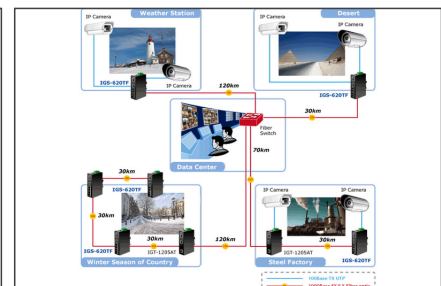 Weather Station
Desert
IP Camera
IP Camera
IP Camera
IGS-620TF
IP Camera
IGS-620TF
120km
30km
Fiber
Switch
Data Center
70km
30km
IGS-620TF
30km
30km
IGS-620TF
IGT-1205AT
120km
Winter Season of Country
IP Camera
IP Camera
30km
IGT-1205AT
IGS-620TF
Steel Factory
100Base-TX UTP